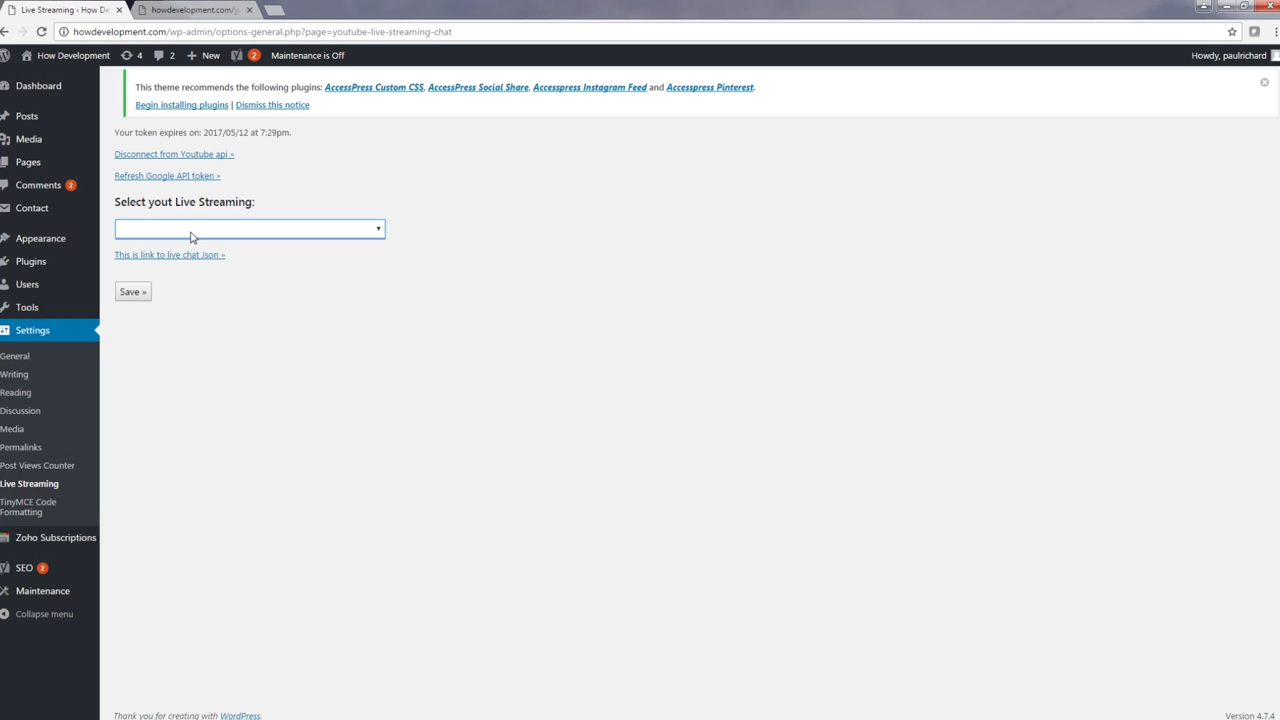 Live Streaming ‹ How De
howdevelopment.com/y
howdevelopment.com/wp-admin/options-general.php?page=youtube-live-streaming-chat
How Development 4 2 New 2 Maintenance is Off Howdy, paulrichard
Dashboard
Posts
Media
Pages
Comments 2
Contact
Appearance
Plugins
Users
Tools
Settings
General
Writing
Reading
Discussion
Media
Permalinks
Post Views Counter
Live Streaming
TinyMCE Code
Formatting
Zoho Subscriptions
SEO 2
Maintenance
Collapse menu
This theme recommends the following plugins: AccessPress Custom CSS, AccessPress Social Share, Accesspress Instagram Feed and Accesspress Pinterest.
Begin installing plugins | Dismiss this notice
Your token expires on: 2017/05/12 at 7:29pm.
Disconnect from Youtube api »
Refresh Google API token »
Select yout Live Streaming:
This is link to live chat Json »
Save »
Thank you for creating with WordPress.
Version 4.7.4